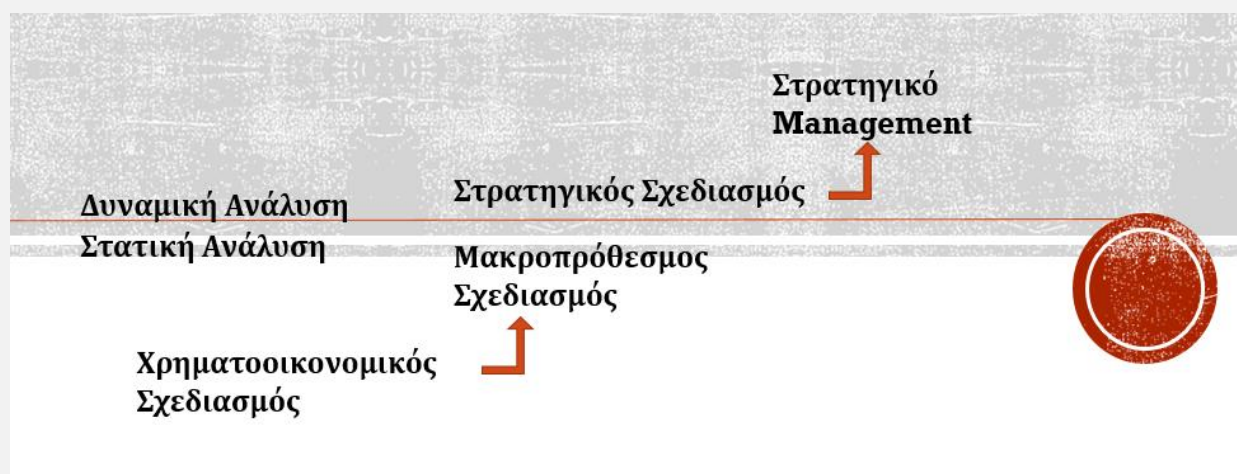 Στρατηγικό
Management
Στρατηγικός Σχεδιασμός
Δυναμική Ανάλυση
Στατική Ανάλυση
Μακροπρόθεσμος
Σχεδιασμός
Χρηματοοικονομικός
Σχεδιασμός